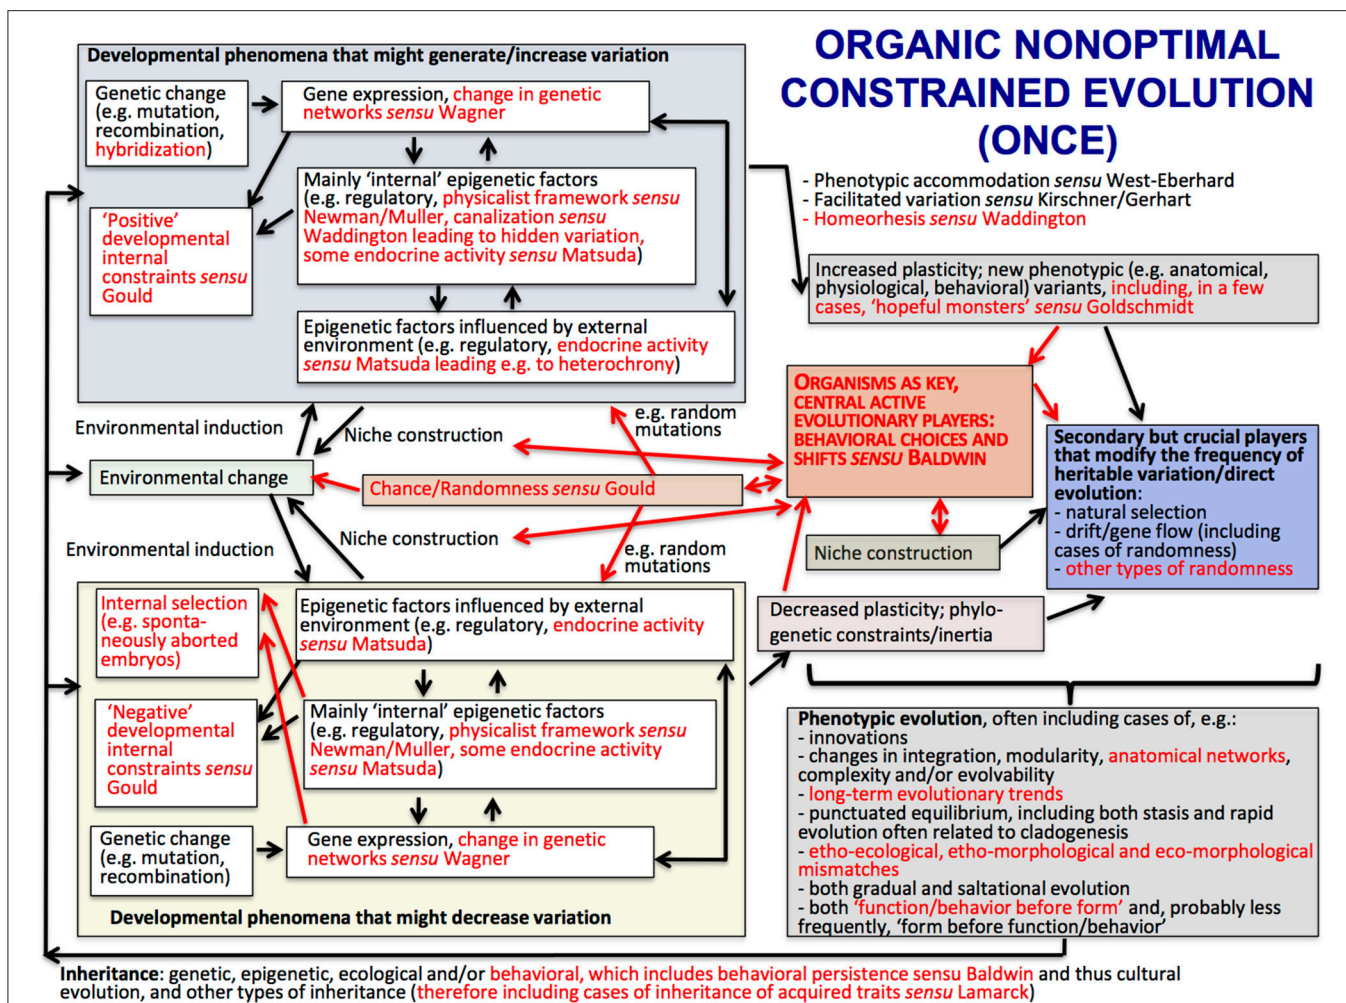 ORGANIC NONOPTIMAL
CONSTRAINED EVOLUTION
(ONCE)
- Phenotypic accommodation sensu West-Eberhard
- Facilitated variation sensu Kirschner/Gerhart
- Homeorhesis sensu Waddington
Developmental phenomena that might generate/increase variation
Genetic change
(e.g. mutation,
recombination,
hybridization)
Gene expression, change in genetic
networks sensu Wagner
Mainly ‘internal’ epigenetic factors
(e.g. regulatory, physicalist framework sensu
Newman/Muller, canalization sensu
Waddington leading to hidden variation,
some endocrine activity sensu Matsuda)
‘Positive’
developmental
internal
constraints sensu
Gould
Epigenetic factors influenced by external
environment (e.g. regulatory, endocrine activity
sensu Matsuda leading e.g. to heterochrony)
Increased plasticity; new phenotypic (e.g. anatomical,
physiological, behavioral) variants, including, in a few
cases, ‘hopeful monsters’ sensu Goldschmidt
Environmental induction
Niche construction
e.g. random
mutations
Environmental change
Chance/Randomness sensu Gould
ORGANISMS AS KEY,
CENTRAL ACTIVE
EVOLUTIONARY PLAYERS:
BEHAVIORAL CHOICES AND
SHIFTS SENSU BALDWIN
Secondary but crucial players
that modify the frequency of
heritable variation/direct
evolution:
- natural selection
- drift/gene flow (including
cases of randomness)
- other types of randomness
Environmental induction
Niche construction
e.g. random
mutations
Niche construction
Decreased plasticity; phylo-
genetic constraints/inertia
Internal selection
(e.g. sponta-
neously aborted
embryos)
Epigenetic factors influenced by external
environment (e.g. regulatory, endocrine activity
sensu Matsuda)
‘Negative’
developmental
internal
constraints sensu
Gould
Mainly ‘internal’ epigenetic factors
(e.g. regulatory, physicalist framework sensu
Newman/Muller, some endocrine activity
sensu Matsuda)
Genetic change
(e.g. mutation,
recombination)
Gene expression, change in genetic
networks sensu Wagner
Developmental phenomena that might decrease variation
Phenotypic evolution, often including cases of, e.g.:
- innovations
- changes in integration, modularity, anatomical networks,
complexity and/or evolvability
- long-term evolutionary trends
- punctuated equilibrium, including both stasis and rapid
evolution often related to cladogenesis
- etho-ecological, etho-morphological and eco-morphological
mismatches
- both gradual and saltational evolution
- both ‘function/behavior before form’ and, probably less
frequently, ‘form before function/behavior’
Inheritance: genetic, epigenetic, ecological and/or behavioral, which includes behavioral persistence sensu Baldwin and thus cultural
evolution, and other types of inheritance (therefore including cases of inheritance of acquired traits sensu Lamarck)